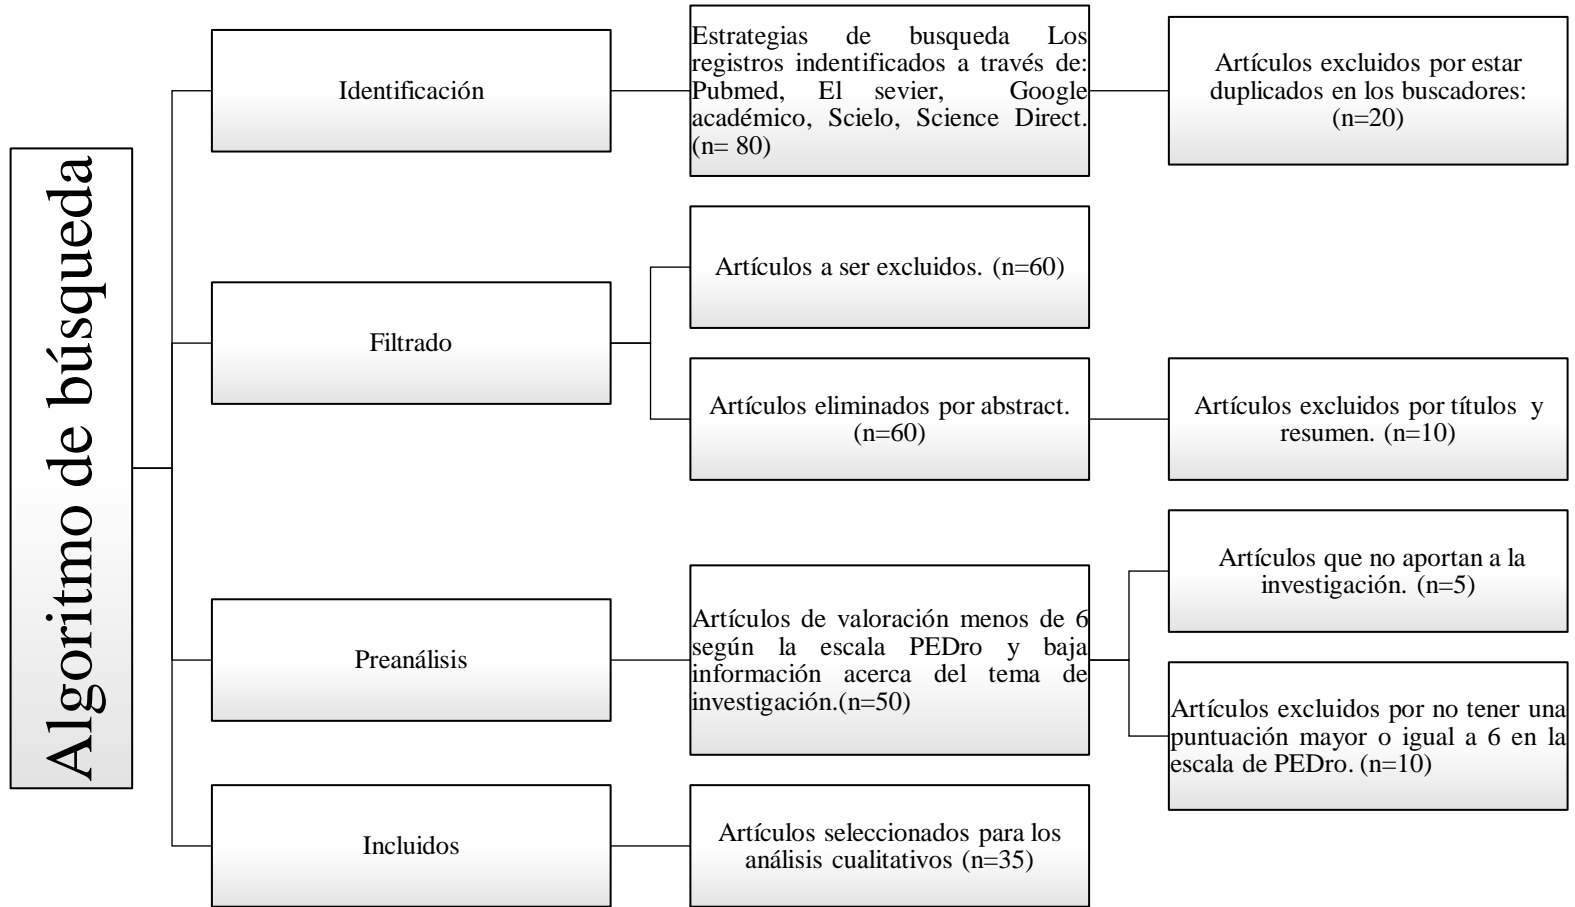 Algoritmo de búsqueda
Identificación
Estrategias de busqueda Los
registros indentificados a través de:
Pubmed, El sevier, Google
académico, Scielo, Science Direct.
(n= 80)
Artículos excluidos por estar
duplicados en los buscadores:
(n=20)
Filtrado
Artículos a ser excluidos. (n=60)
Artículos eliminados por abstract.
(n=60)
Artículos excluidos por títulos y
resumen. (n=10)
Preanálisis
Artículos de valoración menos de 6
según la escala PEDro y baja
información acerca del tema de
investigación.(n=50)
Artículos que no aportan a la
investigación. (n=5)
Artículos excluidos por no tener una
puntuación mayor o igual a 6 en la
escala de PEDro. (n=10)
Incluidos
Artículos seleccionados para los
análisis cualitativos (n=35)